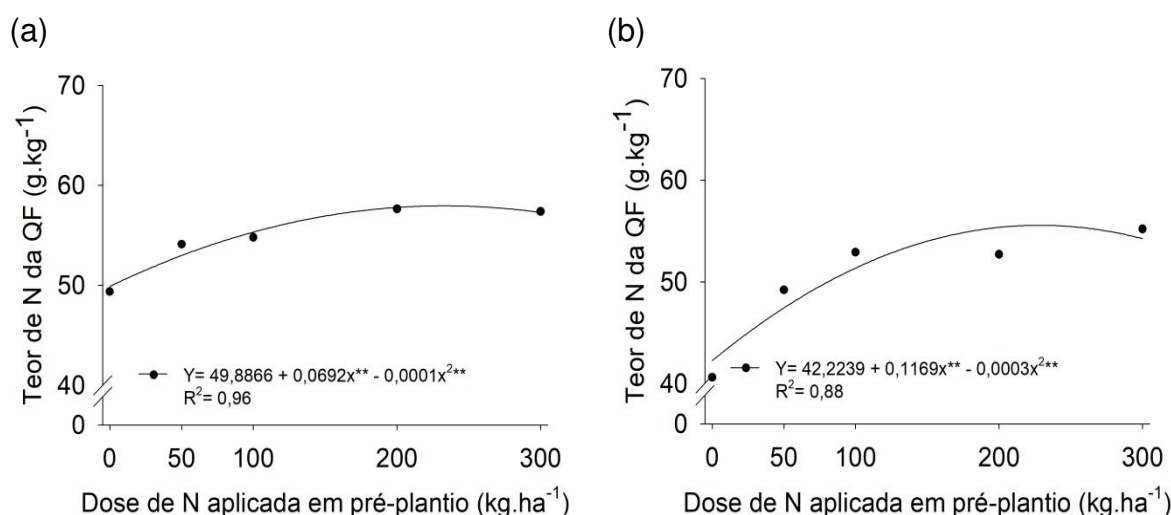 (a)
Teor de N da QF (g.kg⁻¹)
70
60
50
40
0
Y= 49,8866 + 0,0692x** - 0,0001x²**
R²= 0,96
0 50 100 200 300
Dose de N aplicada em pré-plantio (kg.ha⁻¹)
(b)
Teor de N da QF (g.kg⁻¹)
70
60
50
40
0
Y= 42,2239 + 0,1169x** - 0,0003x²**
R²= 0,88
0 50 100 200 300
Dose de N aplicada em pré-plantio (kg.ha⁻¹)